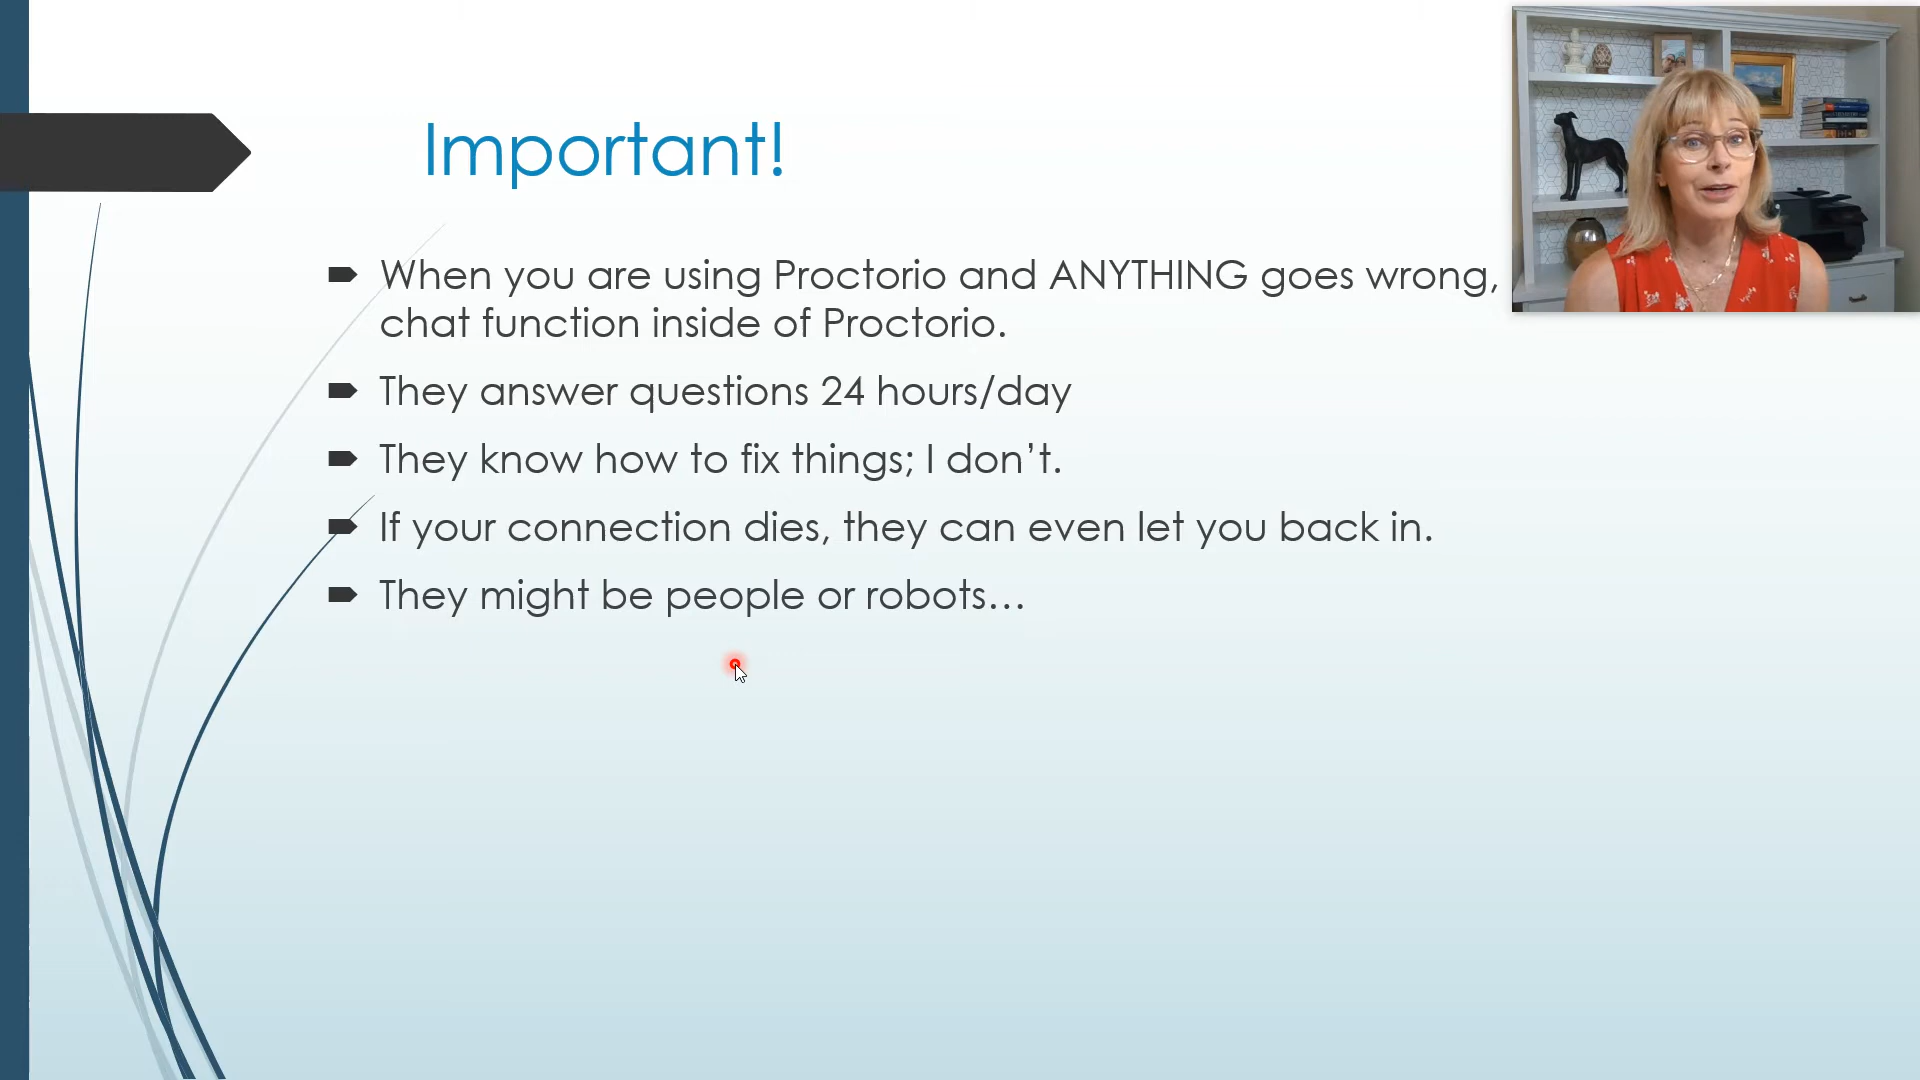 Important!
When you are using Proctorio and ANYTHING goes wrong,
chat function inside of Proctorio.
They answer questions 24 hours/day
They know how to fix things; I don’t.
If your connection dies, they can even let you back in.
They might be people or robots…